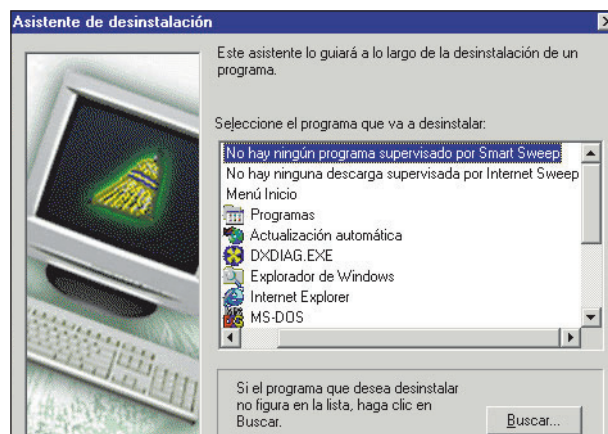 Asistente de desinstalación
Este asistente lo guiará a lo largo de la desinstalación de un
programa.
Seleccione el programa que va a desinstalar:
No hay ningún programa supervisado por Smart Sweep
No hay ninguna descarga supervisada por Internet Sweep
Menú Inicio
Programas
Actualización automática
DXDIAG.EXE
Explorador de Windows
Internet Explorer
MS-DOS
Si el programa que desea desinstalar
no figura en la lista, haga clic en
Buscar.
Buscar...